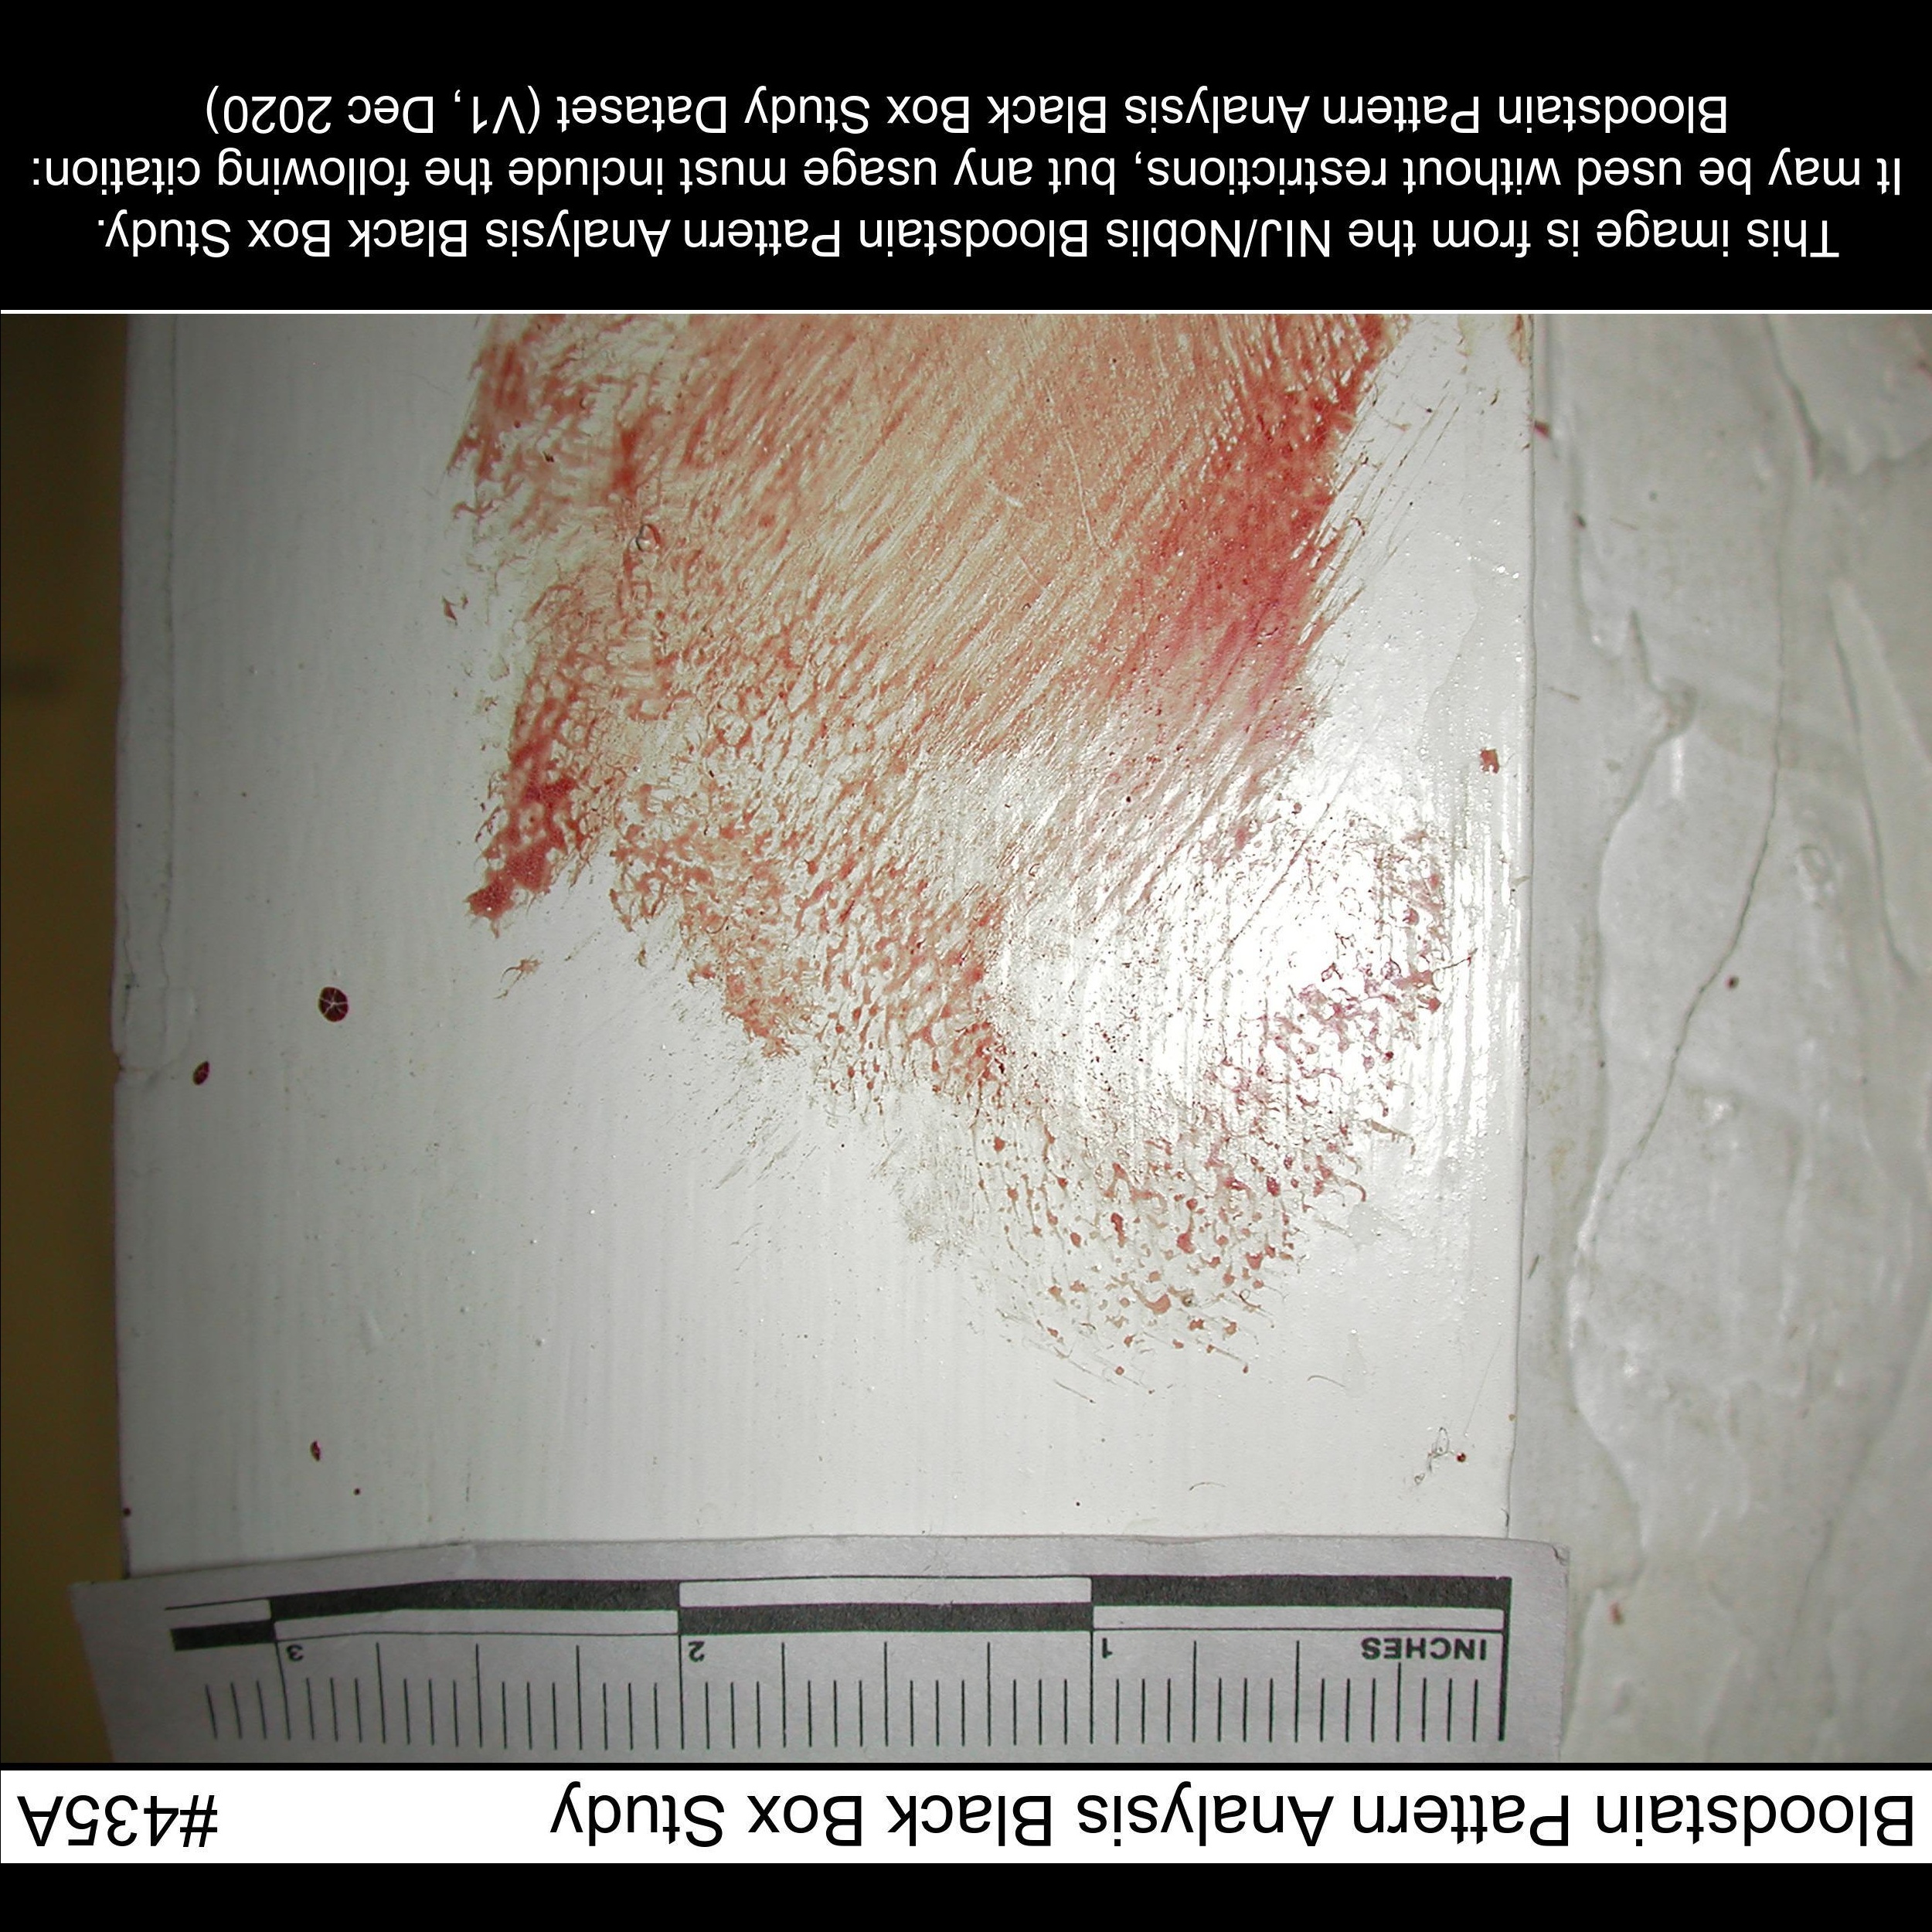 Bloodstain Pattern Analysis Black Box Study #435A
INCHES 1 2 3
This image is from the NIJ/Noblis Bloodstain Pattern Analysis Black Box Study.
It may be used without restrictions, but any usage must include the following citation:
Bloodstain Pattern Analysis Black Box Study Dataset (V1, Dec 2020)